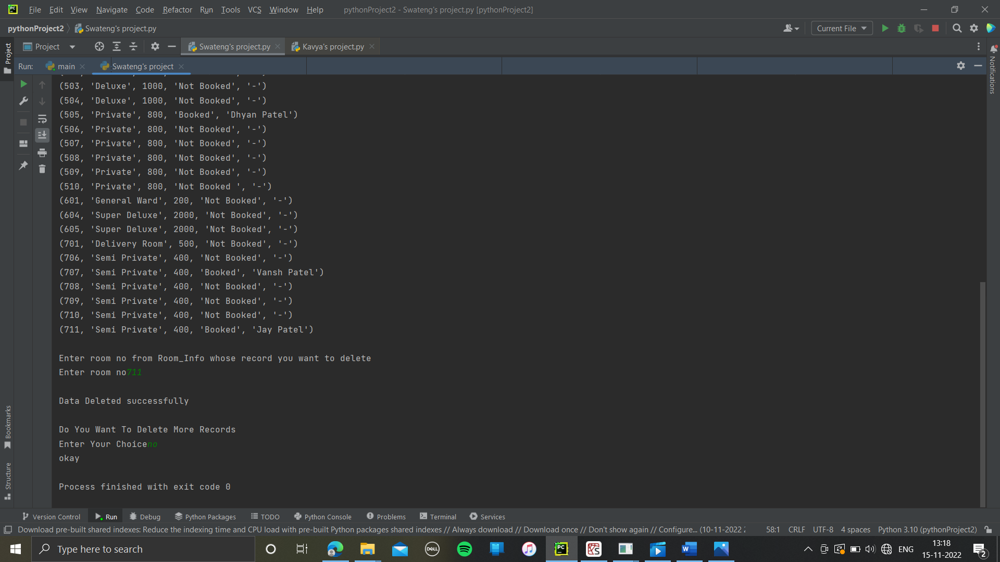 File Edit View Navigate Code Refactor Run Tools VCS Window Help pythonProject2 - Swateng's project.py [pythonProject2]
pythonProject2 Swateng's project.py Current File
Project Swateng's project.py Kavya's project.py
Run: main Swateng's project
(503, 'Deluxe', 1000, 'Not Booked', '-')
(504, 'Deluxe', 1000, 'Not Booked', '-')
(505, 'Private', 800, 'Booked', 'Dhyan Patel')
(506, 'Private', 800, 'Not Booked', '-')
(507, 'Private', 800, 'Not Booked', '-')
(508, 'Private', 800, 'Not Booked', '-')
(509, 'Private', 800, 'Not Booked', '-')
(510, 'Private', 800, 'Not Booked ', '-')
(601, 'General Ward', 200, 'Not Booked', '-')
(604, 'Super Deluxe', 2000, 'Not Booked', '-')
(605, 'Super Deluxe', 2000, 'Not Booked', '-')
(701, 'Delivery Room', 500, 'Not Booked', '-')
(706, 'Semi Private', 400, 'Not Booked', '-')
(707, 'Semi Private', 400, 'Booked', 'Vansh Patel')
(708, 'Semi Private', 400, 'Not Booked', '-')
(709, 'Semi Private', 400, 'Not Booked', '-')
(710, 'Semi Private', 400, 'Not Booked', '-')
(711, 'Semi Private', 400, 'Booked', 'Jay Patel')
Enter room no from Room_Info whose record you want to delete
Enter room no711
Data Deleted successfully
Do You Want To Delete More Records
Enter Your Choiceno
okay
Process finished with exit code 0
Project
Bookmarks
Structure
Notifications
Version Control Run Debug Python Packages TODO Python Console Problems Terminal Services
Download pre-built shared indexes: Reduce the indexing time and CPU load with pre-built Python packages shared indexes // Always download // Download once // Don't show again // Configure... (10-11-2022 58:1 CRLF UTF-8 4 spaces Python 3.10 (pythonProject2)
Type here to search DELL PC W ENG 13:18
15-11-2022 2